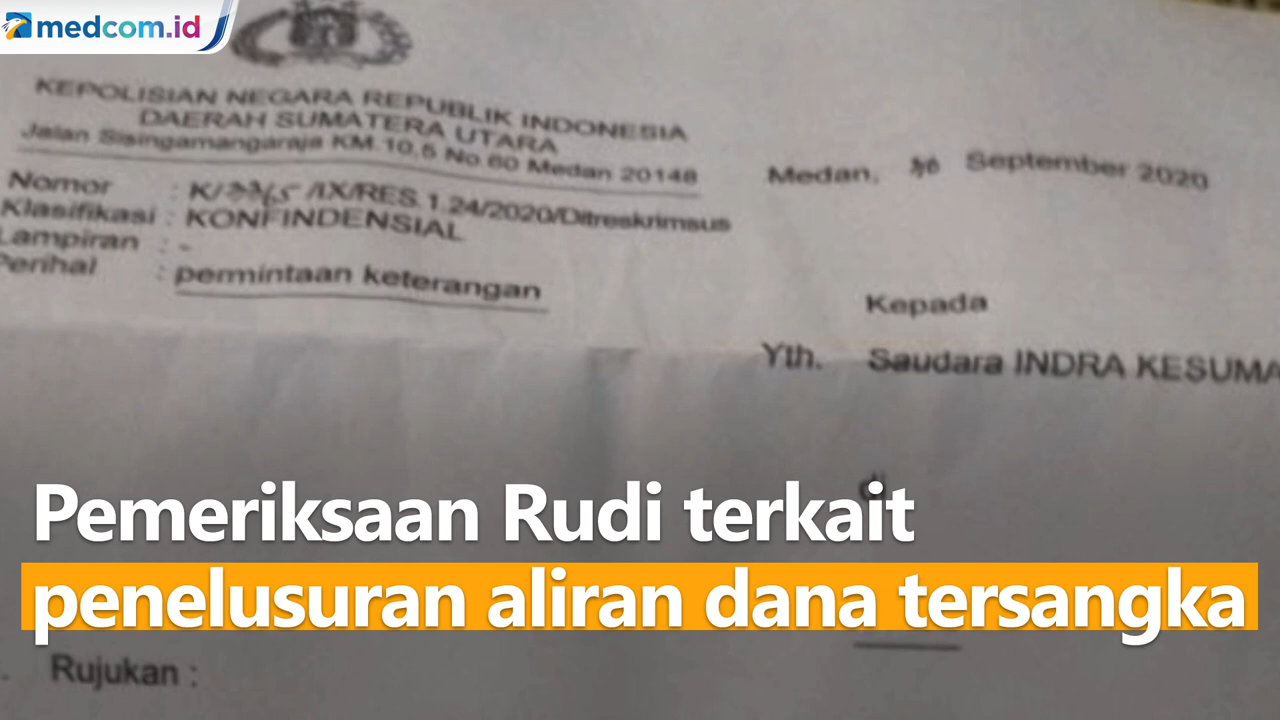 medcom.id
KEPOLISIAN NEGARA REPUBLIK INDONESIA
DAERAH SUMATERA UTARA
Jalan Sisingamangaraja KM.10,5 No.60 Medan 20148
Medan, September 2020
Nomor : K/ /IX/RES.1.24/2020/Ditreskrimsus
Klasifikasi : KONFINDENSIAL
Lampiran : -
Perihal : permintaan keterangan
Kepada
Yth. Saudara INDRA KESUMA
di
Pemeriksaan Rudi terkait
penelusuran aliran dana tersangka
Rujukan :